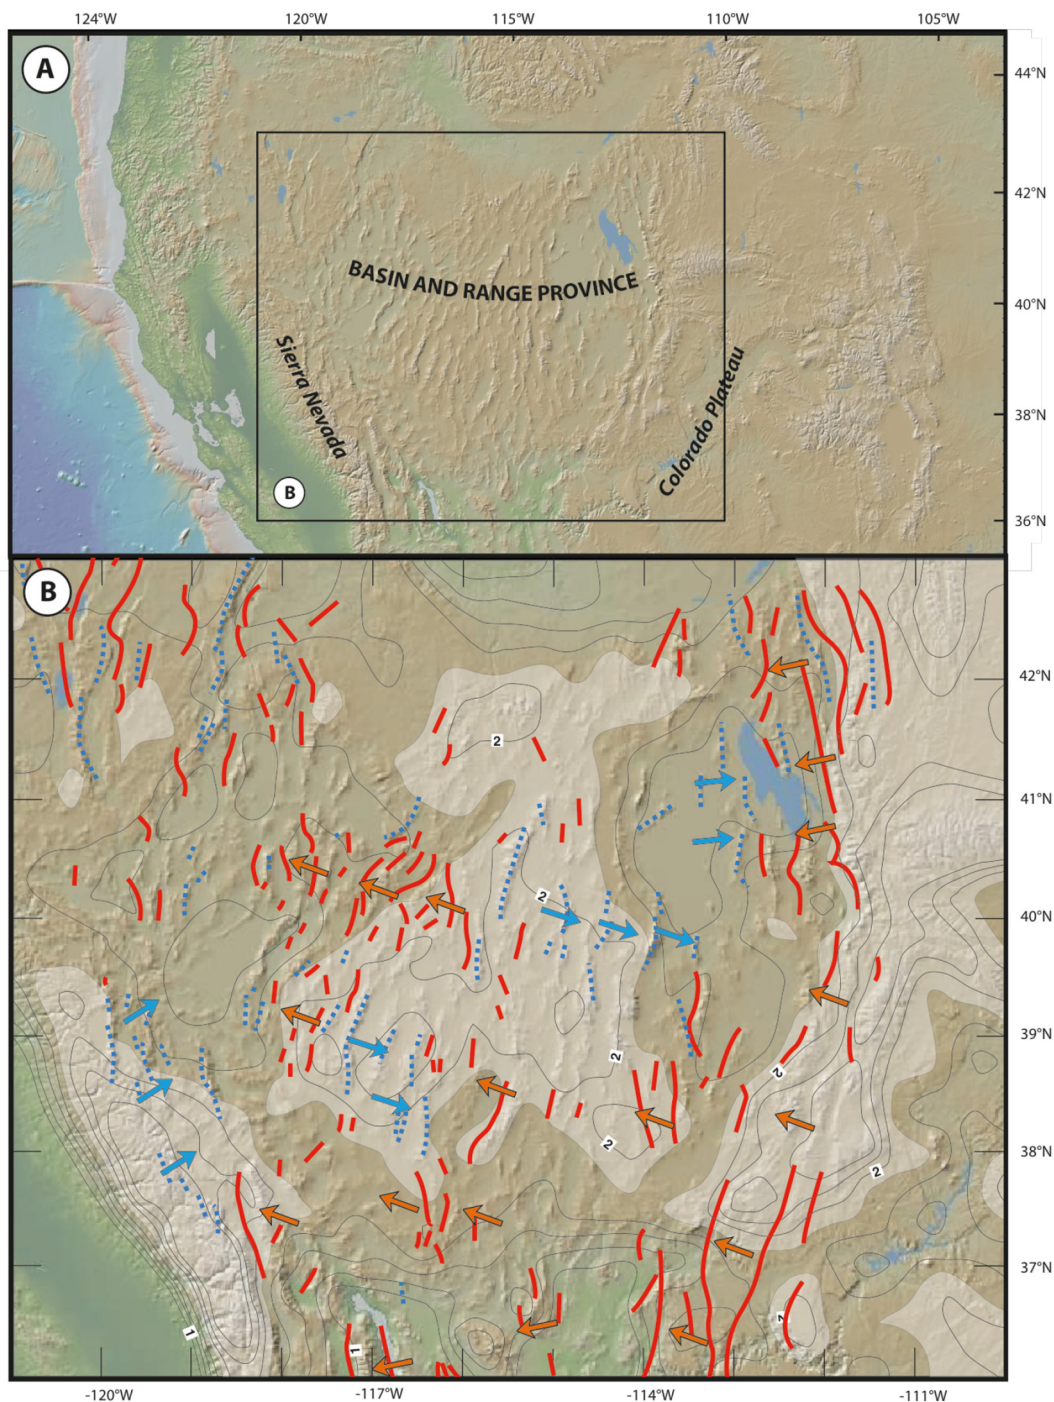 124°W 120°W 115°W 110°W 105°W
A
44°N
42°N
BASIN AND RANGE PROVINCE
40°N
Sierra Nevada
Colorado Plateau
38°N
B
36°N
B
42°N
2
41°N
2
40°N
39°N
2
2
2
38°N
2
37°N
1
1
2
-120°W -117°W -114°W -111°W